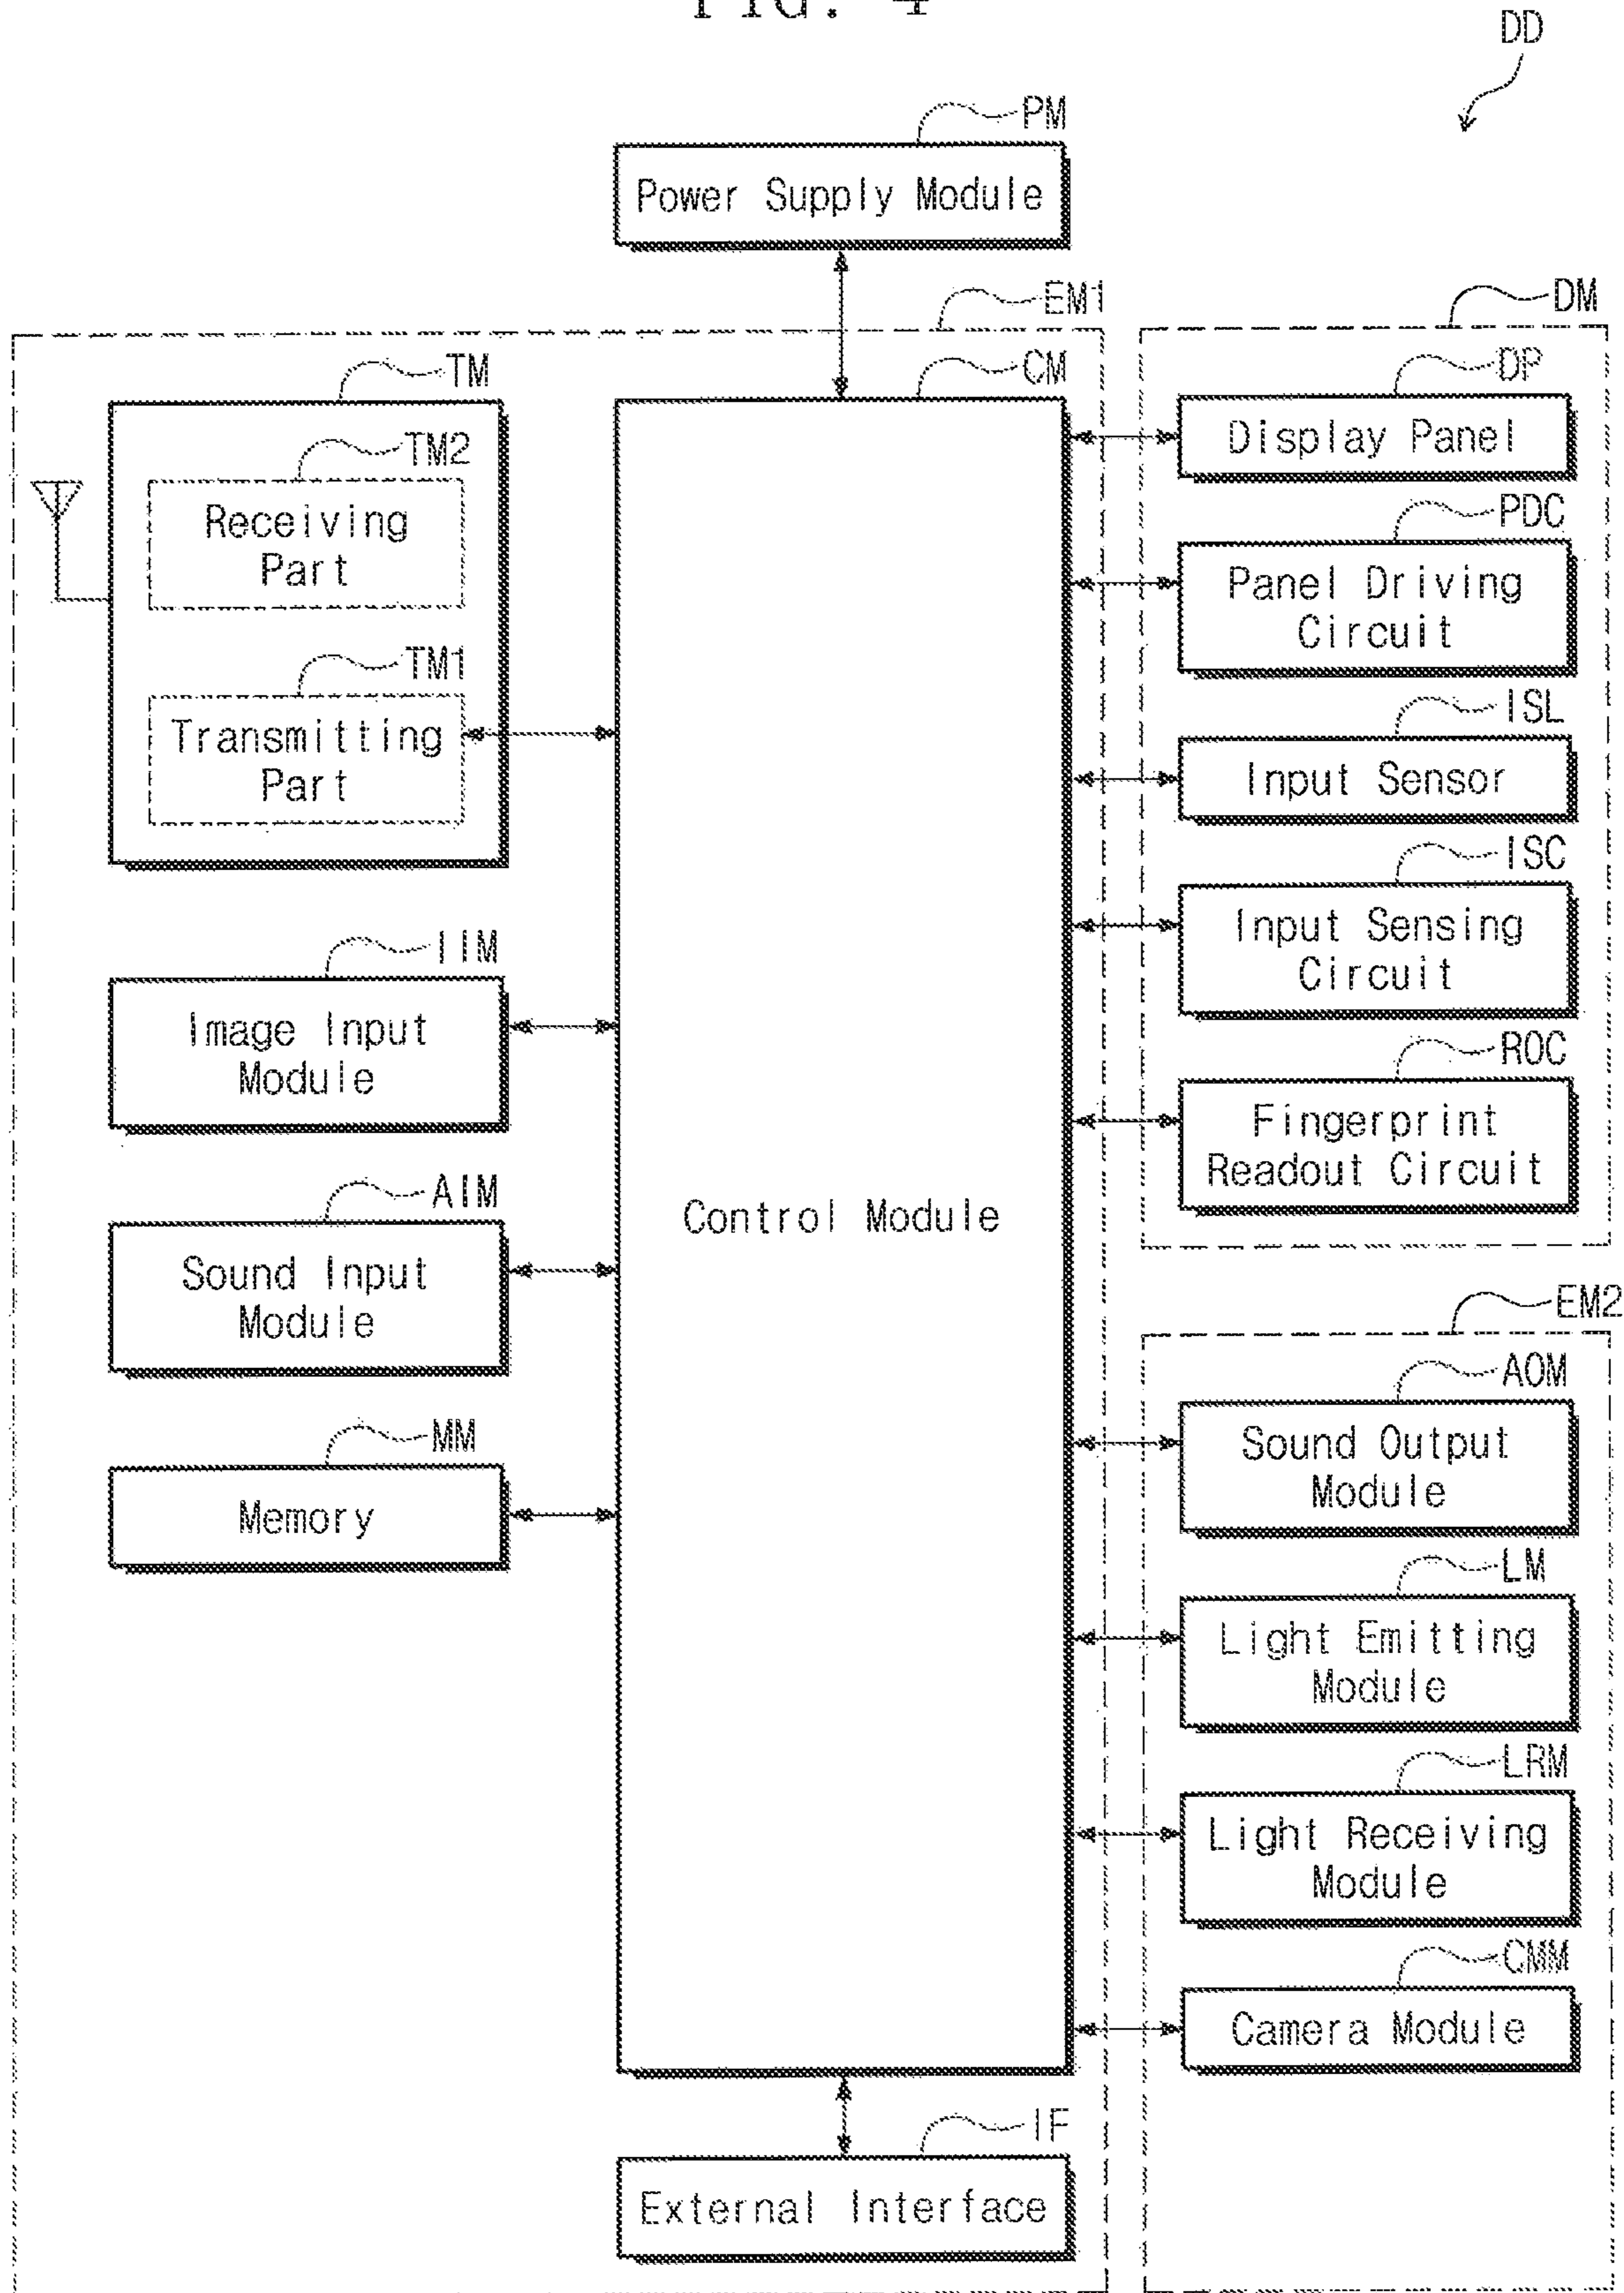 FIG. 4
DD
PM
Power Supply Module
EM1
DM
TM
CM
DP
Display Panel
TM2
Receiving
Part
PDC
Panel Driving
Circuit
TM1
Transmitting
Part
ISL
Input Sensor
ISC
Input Sensing
Circuit
IIM
Image Input
Module
ROC
Fingerprint
Readout Circuit
AIM
Sound Input
Module
Control Module
EM2
AOM
Sound Output
Module
MM
Memory
LM
Light Emitting
Module
LRM
Light Receiving
Module
CMM
Camera Module
IF
External Interface